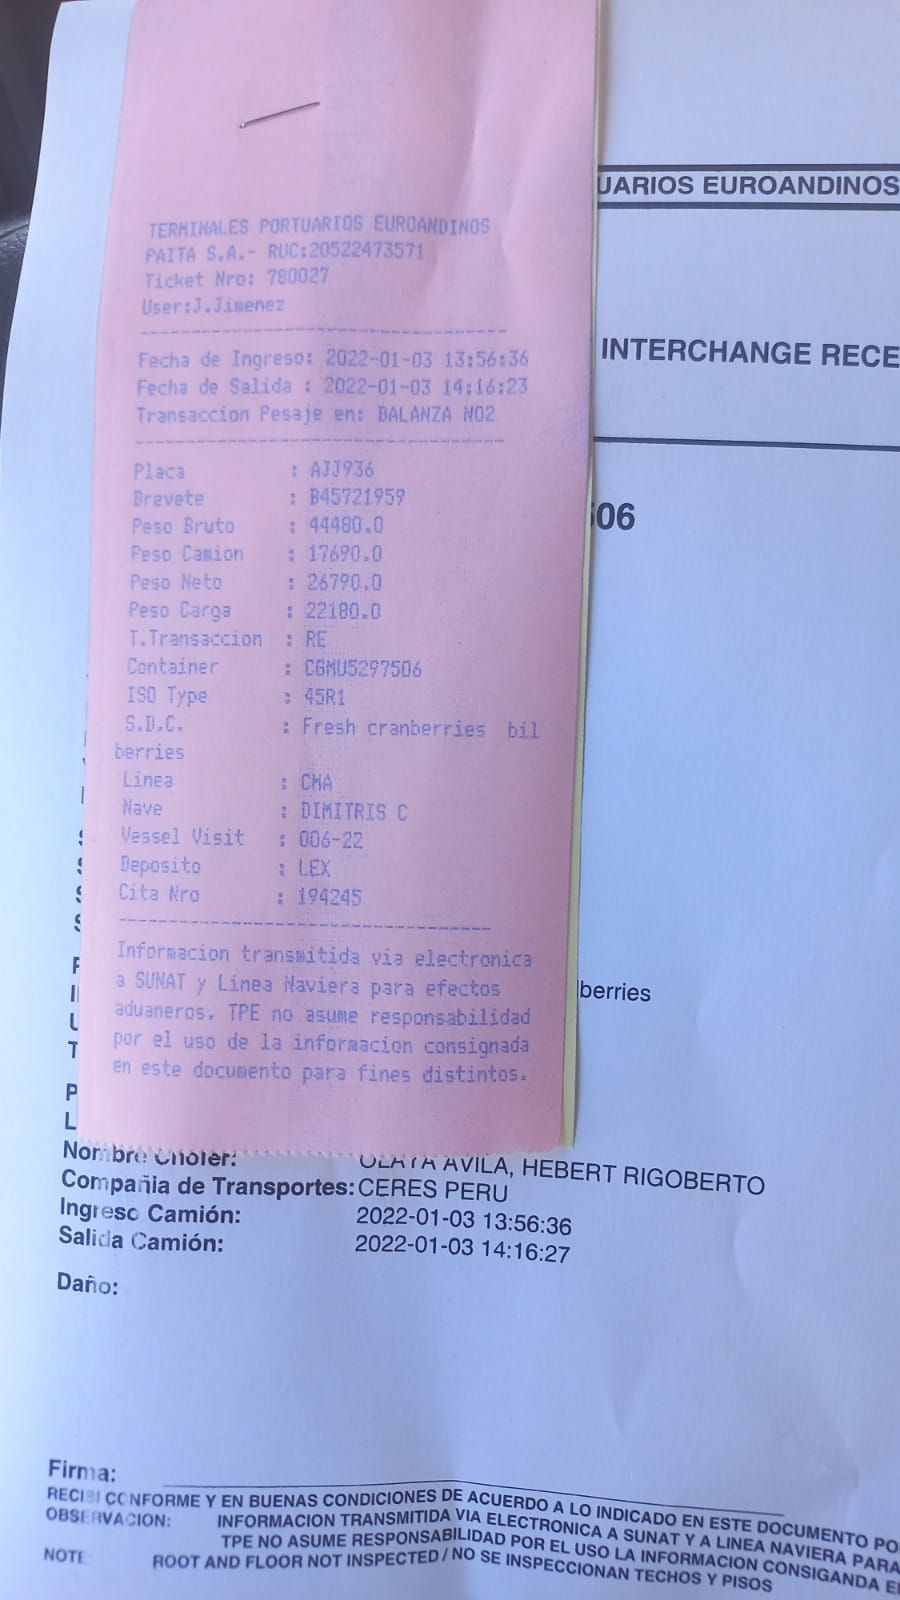 TERMINALES PORTUARIOS EUROANDINOS
PAITA S.A.- RUC:20522473571
Ticket Nro: 780027
User:J.Jimenez
Fecha de Ingreso: 2022-01-03 13:56:36
Fecha de Salida : 2022-01-03 14:16:23
Transaccion Pesaje en: BALANZA NO2
Placa : AJJ936
Brevete : B45721959
Peso Bruto : 44480.0
Peso Camion : 17690.0
Peso Neto : 26790.0
Peso Carga : 22180.0
T.Transaccion : RE
Container : CGMU5297506
ISO Type : 45R1
S.D.C. : Fresh cranberries bil
berries
Linea : CMA
Nave : DIMITRIS C
Vessel Visit : 006-22
Deposito : LEX
Cita Nro : 194245
Informacion transmitida via electronica
a SUNAT y Linea Naviera para efectos
aduaneros. TPE no asume responsabilidad
por el uso de la informacion consignada
en este documento para fines distintos.
UARIOS EUROANDINOS
INTERCHANGE RECE
506
berries
Nombre Chofer: OLAYA AVILA, HEBERT RIGOBERTO
Compañia de Transportes: CERES PERU
Ingreso Camión: 2022-01-03 13:56:36
Salida Camión: 2022-01-03 14:16:27
Daño:
Firma:
RECIBI CONFORME Y EN BUENAS CONDICIONES DE ACUERDO A LO INDICADO EN ESTE DOCUMENTO PO
OBSERVACION: INFORMACION TRANSMITIDA VIA ELECTRONICA A SUNAT Y A LINEA NAVIERA PARA
TPE NO ASUME RESPONSABILIDAD POR EL USO LA INFORMACION CONSIGANDA E
NOTE ROOT AND FLOOR NOT INSPECTED / NO SE INSPECCIONAN TECHOS Y PISOS